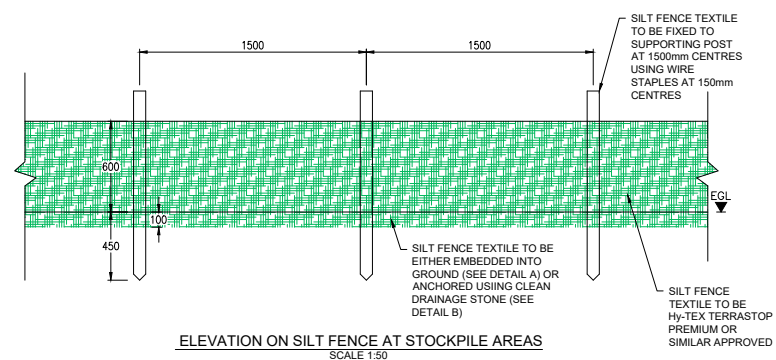 1500
1500
SILT FENCE TEXTILE
TO BE FIXED TO
SUPPORTING POST
AT 1500mm CENTRES
USING WIRE
STAPLES AT 150mm
CENTRES
600
100
450
EGL
SILT FENCE TEXTILE TO BE
EITHER EMBEDDED INTO
GROUND (SEE DETAIL A) OR
ANCHORED USUING CLEAN
DRAINAGE STONE (SEE
DETAIL B)
SILT FENCE
TEXTILE TO BE
Hy-TEX TERRASTOP
PREMIUM OR
SIMILAR APPROVED
ELEVATION ON SILT FENCE AT STOCKPILE AREAS
SCALE 1:50